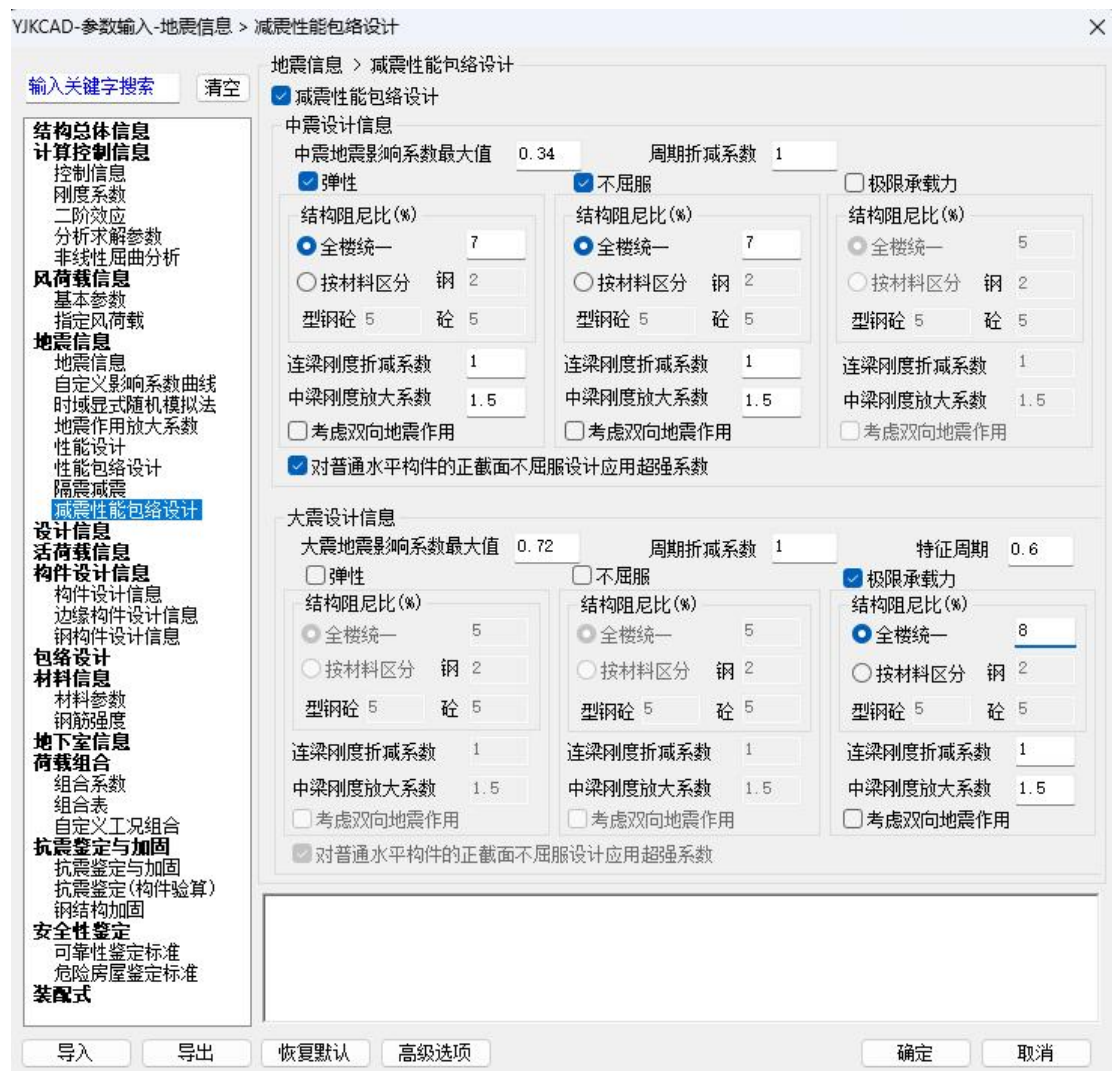 YJKCAD-参数输入-地震信息 > 减震性能包络设计
输入关键字搜索 清空
结构总体信息
计算控制信息
控制信息
刚度系数
二阶效应
分析求解参数
非线性屈曲分析
风荷载信息
基本参数
指定风荷载
地震信息
地震信息
自定义影响系数曲线
时域显式随机模拟法
地震作用放大系数
性能设计
性能包络设计
隔震减震
减震性能包络设计
设计信息
活荷载信息
构件设计信息
构件设计信息
边缘构件设计信息
钢构件设计信息
包络设计
材料信息
材料参数
钢筋强度
地下室信息
荷载组合
组合系数
组合表
自定义工况组合
抗震鉴定与加固
抗震鉴定与加固
抗震鉴定(构件验算)
钢结构加固
安全性鉴定
可靠性鉴定标准
危险房屋鉴定标准
装配式
地震信息 > 减震性能包络设计
减震性能包络设计
中震设计信息
中震地震影响系数最大值 0.34 周期折减系数 1
弹性 不屈服 极限承载力
结构阻尼比(%) 结构阻尼比(%) 结构阻尼比(%)
全楼统一 7 全楼统一 7 全楼统一 5
按材料区分 钢 2 按材料区分 钢 2 按材料区分 钢 2
型钢砼 5 砼 5 型钢砼 5 砼 5 型钢砼 5 砼 5
连梁刚度折减系数 1 连梁刚度折减系数 1 连梁刚度折减系数 1
中梁刚度放大系数 1.5 中梁刚度放大系数 1.5 中梁刚度放大系数 1.5
考虑双向地震作用 考虑双向地震作用 考虑双向地震作用
对普通水平构件的正截面不屈服设计应用超强系数
大震设计信息
大震地震影响系数最大值 0.72 周期折减系数 1 特征周期 0.6
弹性 不屈服 极限承载力
结构阻尼比(%) 结构阻尼比(%) 结构阻尼比(%)
全楼统一 5 全楼统一 5 全楼统一 8
按材料区分 钢 2 按材料区分 钢 2 按材料区分 钢 2
型钢砼 5 砼 5 型钢砼 5 砼 5 型钢砼 5 砼 5
连梁刚度折减系数 1 连梁刚度折减系数 1 连梁刚度折减系数 1
中梁刚度放大系数 1.5 中梁刚度放大系数 1.5 中梁刚度放大系数 1.5
考虑双向地震作用 考虑双向地震作用 考虑双向地震作用
对普通水平构件的正截面不屈服设计应用超强系数
导入 导出 恢复默认 高级选项 确定 取消